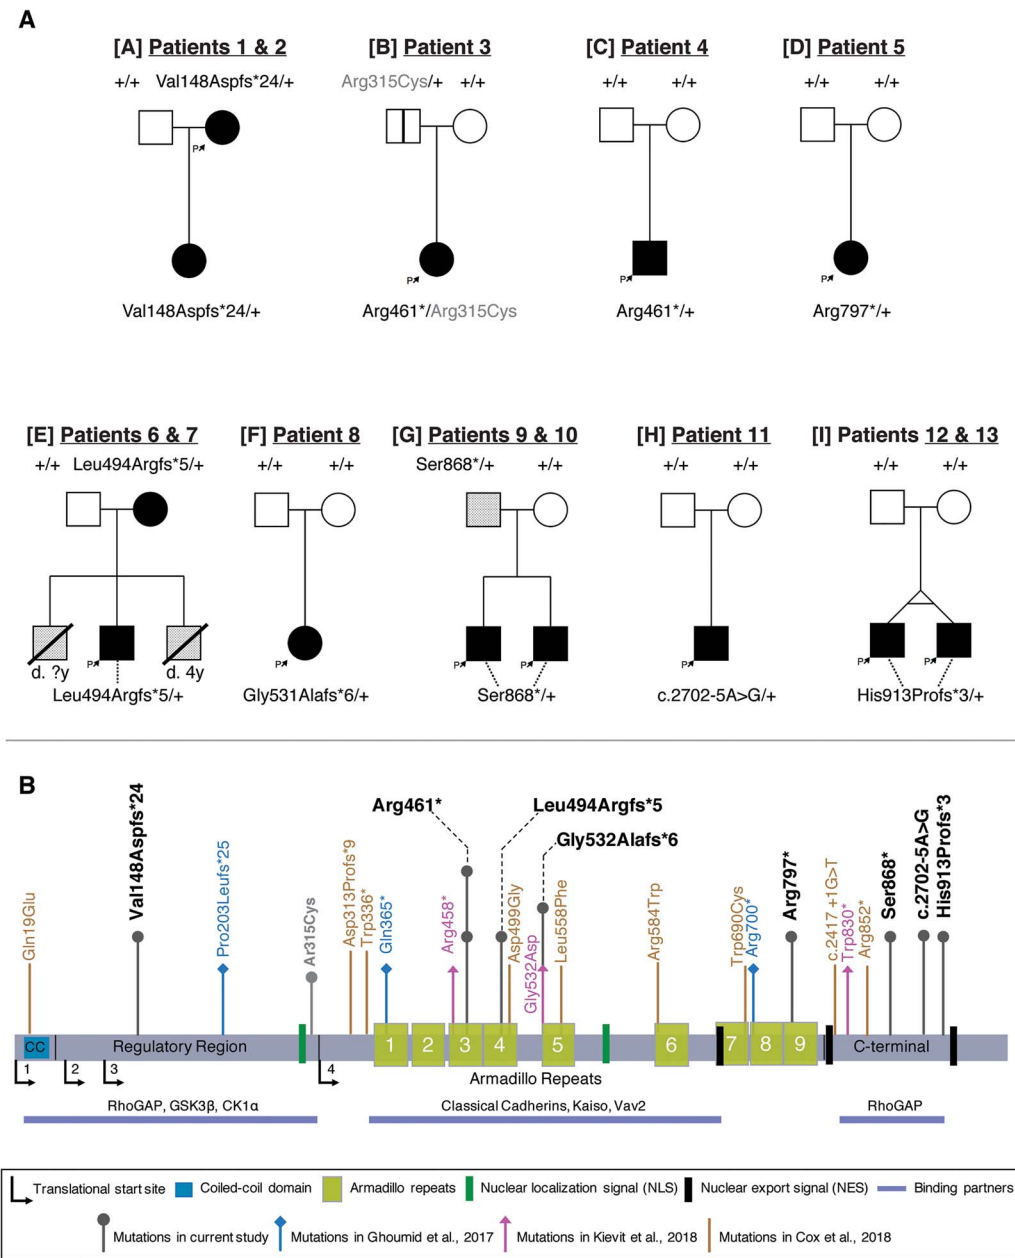 A
[A] Patients 1 & 2
[B] Patient 3
[C] Patient 4
[D] Patient 5
+/+ Val148Aspfs*24/+
Arg315Cys/+ +/+
+/+ +/+
+/+ +/+
P
P
P
P
Val148Aspfs*24/+
Arg461*/Arg315Cys
Arg461*/+
Arg797*/+
[E] Patients 6 & 7
[F] Patient 8
[G] Patients 9 & 10
[H] Patient 11
[I] Patients 12 & 13
+/+ Leu494Argfs*5/+
+/+ +/+
Ser868*/+ +/+
+/+ +/+
+/+ +/+
P
P
P
P
P
P
P
d. ?y
d. 4y
Leu494Argfs*5/+
Gly531Alafs*6/+
Ser868*/+
c.2702-5A>G/+
His913Profs*3/+
B
Gln19Glu
Val148Aspfs*24
Pro203Leufs*25
Ar315Cys
Asp313Profs*9
Trp336*
Gln365*
Arg461*
Arg458*
Leu494Argfs*5
Asp499Gly
Gly532Alafs*6
Gly532Asp
Leu558Phe
Arg584Trp
Trp690Cys
Arg700*
Arg797*
c.2417 +1G>T
Trp830*
Arg852*
Ser868*
c.2702-5A>G
His913Profs*3
CC
Regulatory Region
1 2 3 4 5 6 7 8 9
C-terminal
1 2 3 4
Armadillo Repeats
RhoGAP, GSK3β, CK1α
Classical Cadherins, Kaiso, Vav2
RhoGAP
Translational start site
Coiled-coil domain
Armadillo repeats
Nuclear localization signal (NLS)
Nuclear export signal (NES)
Binding partners
Mutations in current study
Mutations in Ghoumid et al., 2017
Mutations in Kievit et al., 2018
Mutations in Cox et al., 2018